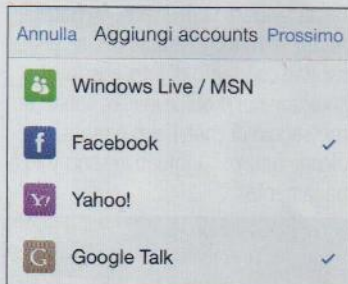 Annulla Aggiungi accounts Prossimo
Windows Live / MSN
f Facebook
Y! Yahoo!
G Google Talk